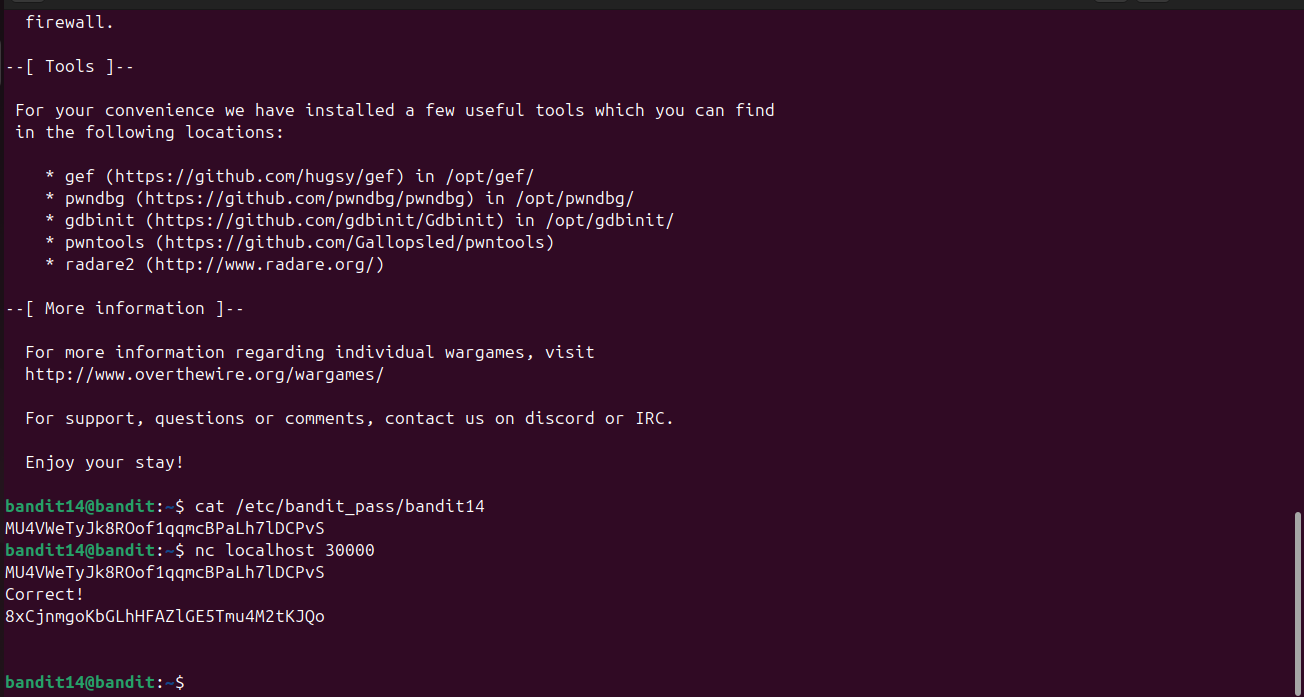 firewall.
--[ Tools ]--
For your convenience we have installed a few useful tools which you can find
in the following locations:
* gef (https://github.com/hugsy/gef) in /opt/gef/
* pwndbg (https://github.com/pwndbg/pwndbg) in /opt/pwndbg/
* gdbinit (https://github.com/gdbinit/Gdbinit) in /opt/gdbinit/
* pwntools (https://github.com/Gallopsled/pwntools)
* radare2 (http://www.radare.org/)
--[ More information ]--
For more information regarding individual wargames, visit
http://www.overthewire.org/wargames/
For support, questions or comments, contact us on discord or IRC.
Enjoy your stay!
bandit14@bandit:~$ cat /etc/bandit_pass/bandit14
MU4VWeTyJk8ROof1qqmcBPaLh7lDCPvS
bandit14@bandit:~$ nc localhost 30000
MU4VWeTyJk8ROof1qqmcBPaLh7lDCPvS
Correct!
8xCjnmgoKbGLhHFAZlGE5Tmu4M2tKJQo
bandit14@bandit:~$